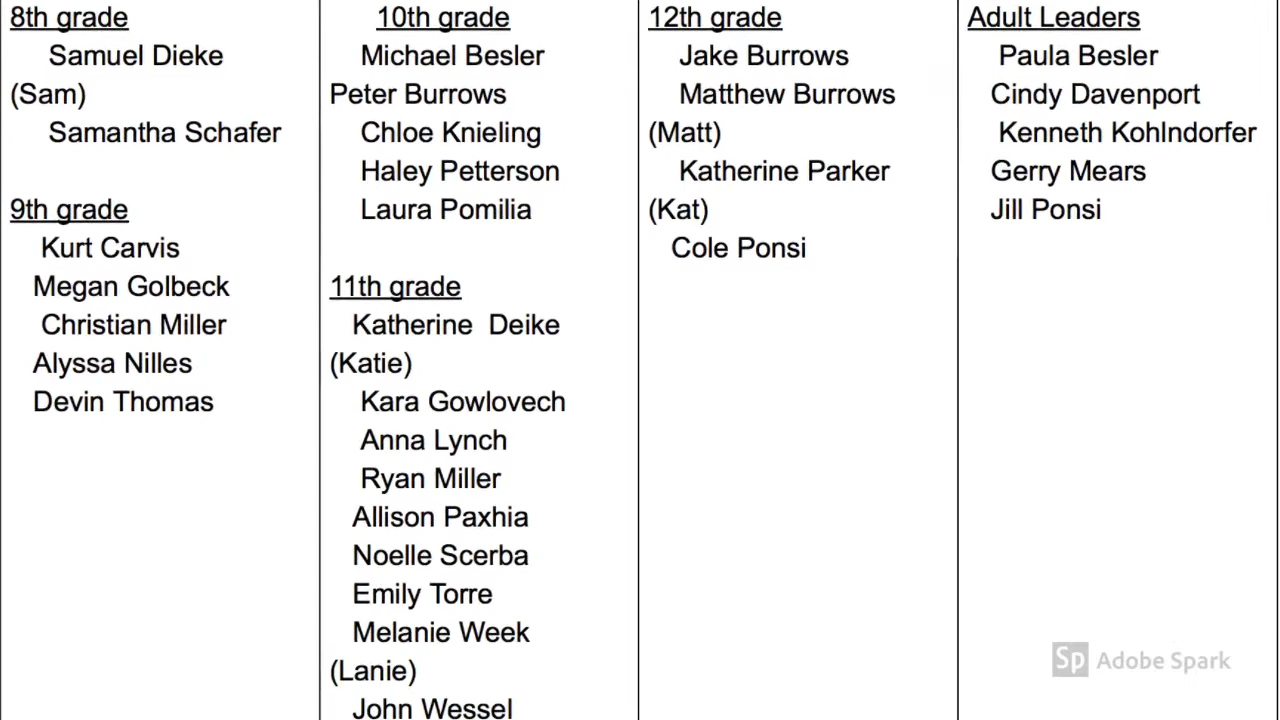 8th grade
Samuel Dieke
(Sam)
Samantha Schafer
9th grade
Kurt Carvis
Megan Golbeck
Christian Miller
Alyssa Nilles
Devin Thomas
10th grade
Michael Besler
Peter Burrows
Chloe Knieling
Haley Petterson
Laura Pomilia
11th grade
Katherine  Deike
(Katie)
Kara Gowlovech
Anna Lynch
Ryan Miller
Allison Paxhia
Noelle Scerba
Emily Torre
Melanie Week
(Lanie)
John Wessel
12th grade
Jake Burrows
Matthew Burrows
(Matt)
Katherine Parker
(Kat)
Cole Ponsi
Adult Leaders
Paula Besler
Cindy Davenport
Kenneth Kohlndorfer
Gerry Mears
Jill Ponsi
Sp Adobe Spark